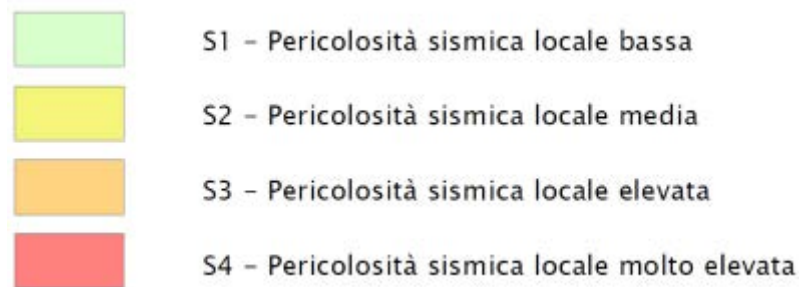 S1 – Pericolosità sismica locale bassa
S2 – Pericolosità sismica locale media
S3 – Pericolosità sismica locale elevata
S4 – Pericolosità sismica locale molto elevata